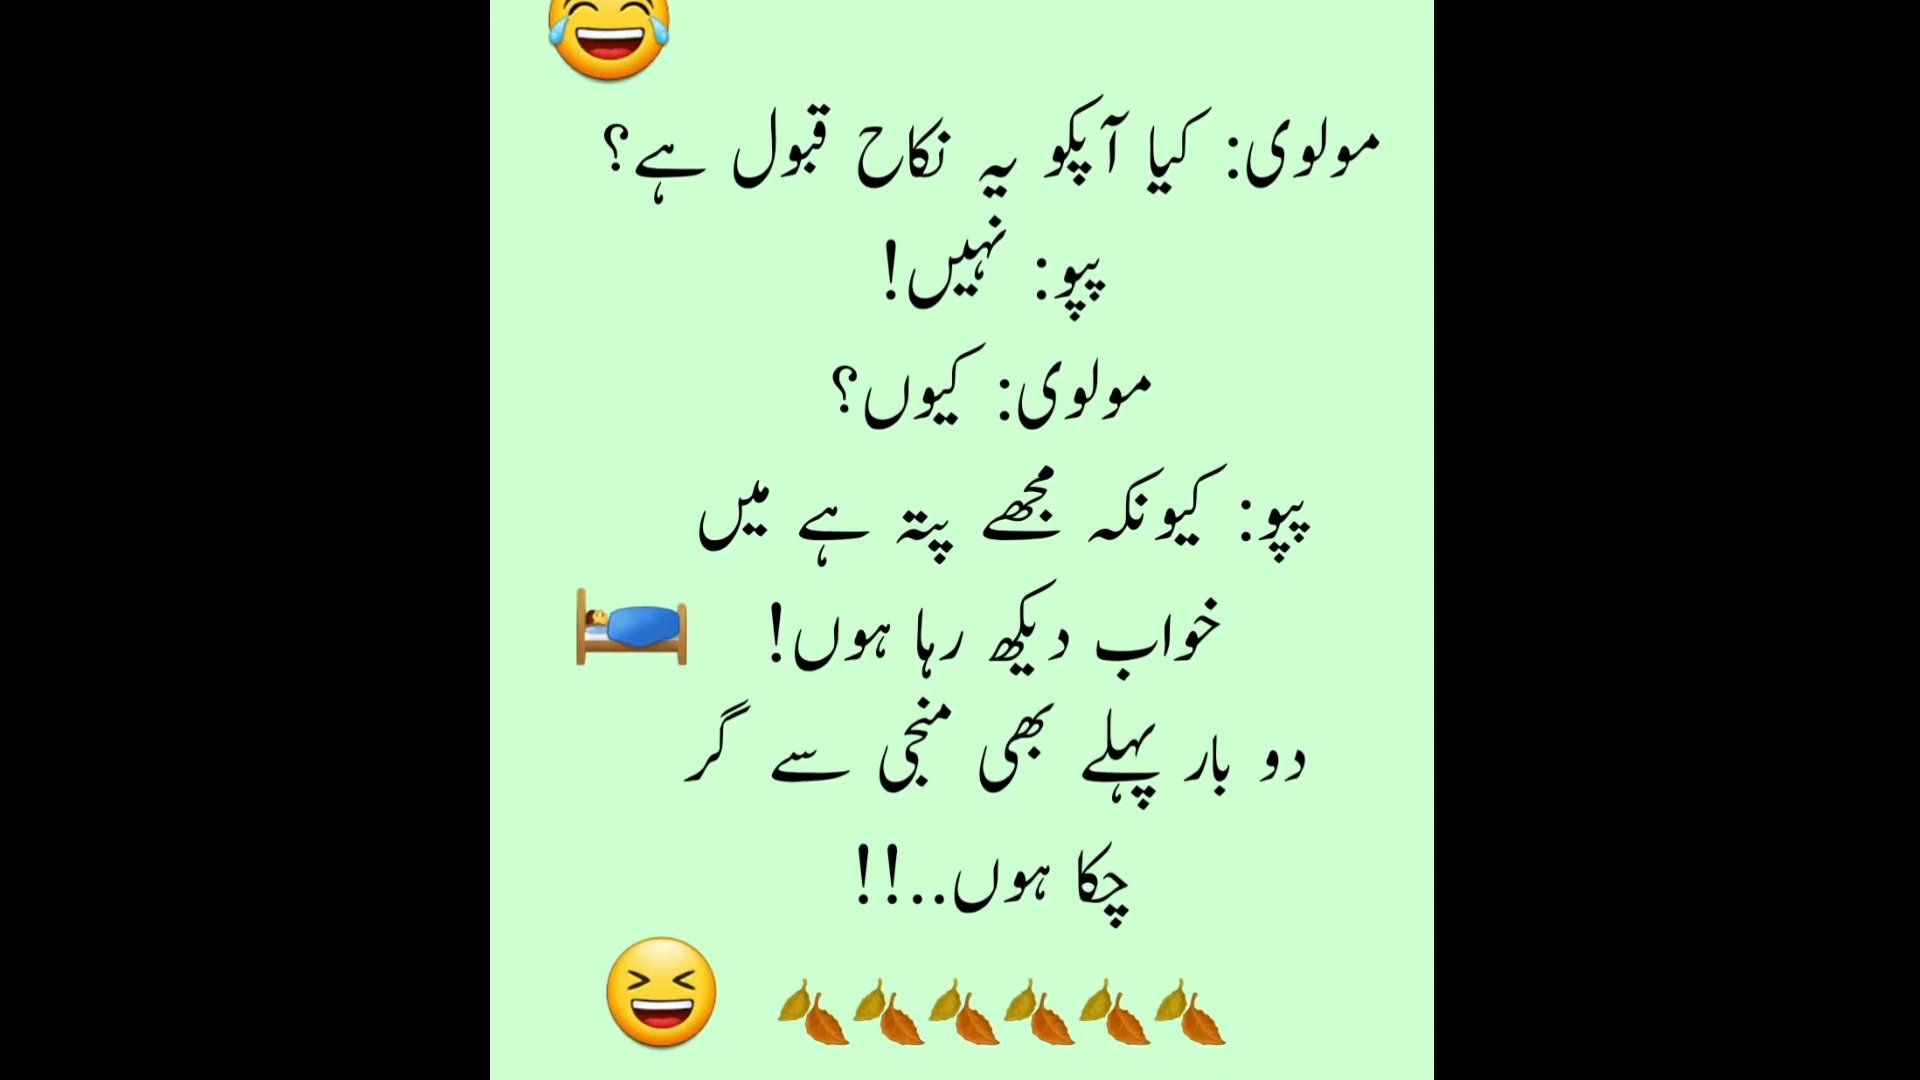 مولوی: کیا آپکو یہ نکاح قبول ہے؟
پپو: نہیں!
مولوی: کیوں؟
پپو: کیونکہ مجھے پتہ ہے میں
خواب دیکھ رہا ہوں!
دو بار پہلے بھی منجی سے گر
چکا ہوں..!!